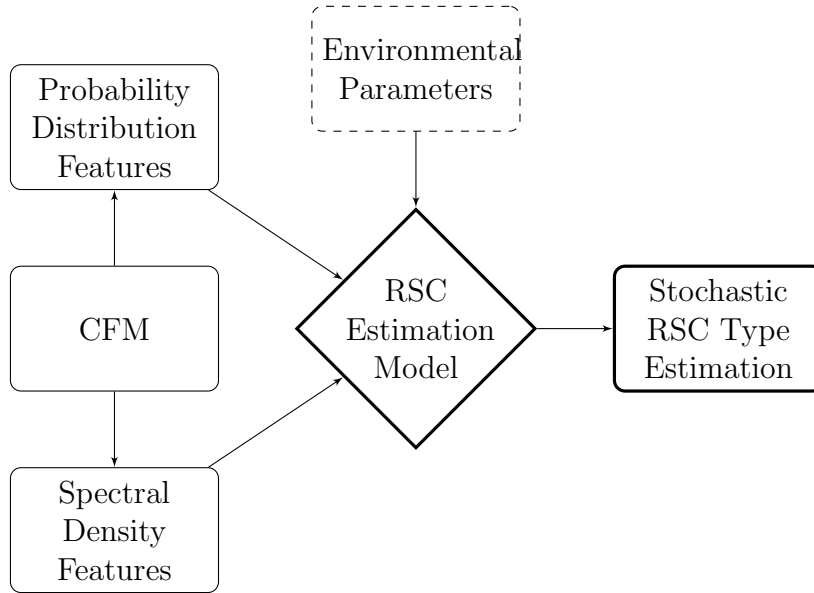 Environmental
Parameters
Probability
Distribution
Features
CFM
RSC
Estimation
Model
Stochastic
RSC Type
Estimation
Spectral
Density
Features